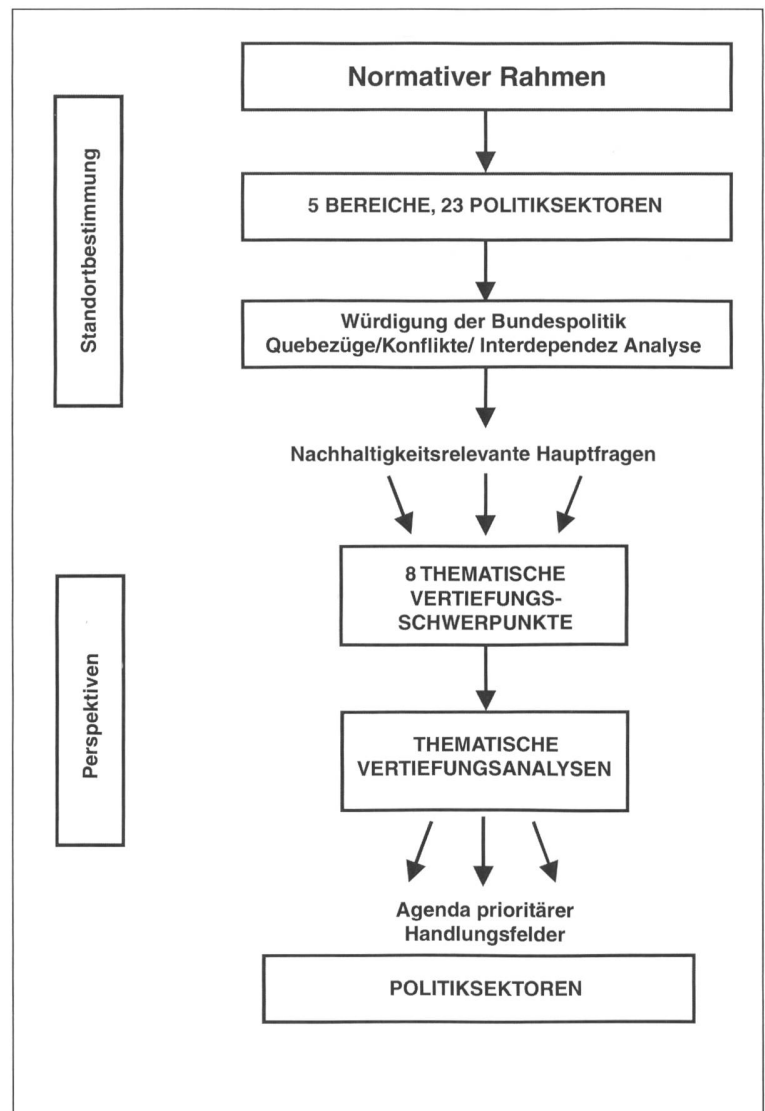 Normativer Rahmen
Standortbestimmung
5 BEREICHE, 23 POLITIKSEKTOREN
Würdigung der Bundespolitik
Quebezüge/Konflikte/ Interdependez Analyse
Nachhaltigkeitsrelevante Hauptfragen
8 THEMATISCHE
VERTIEFUNGS-
SCHWERPUNKTE
Perspektiven
THEMATISCHE
VERTIEFUNGSANALYSEN
Agenda prioritärer
Handlungsfelder
POLITIKSEKTOREN